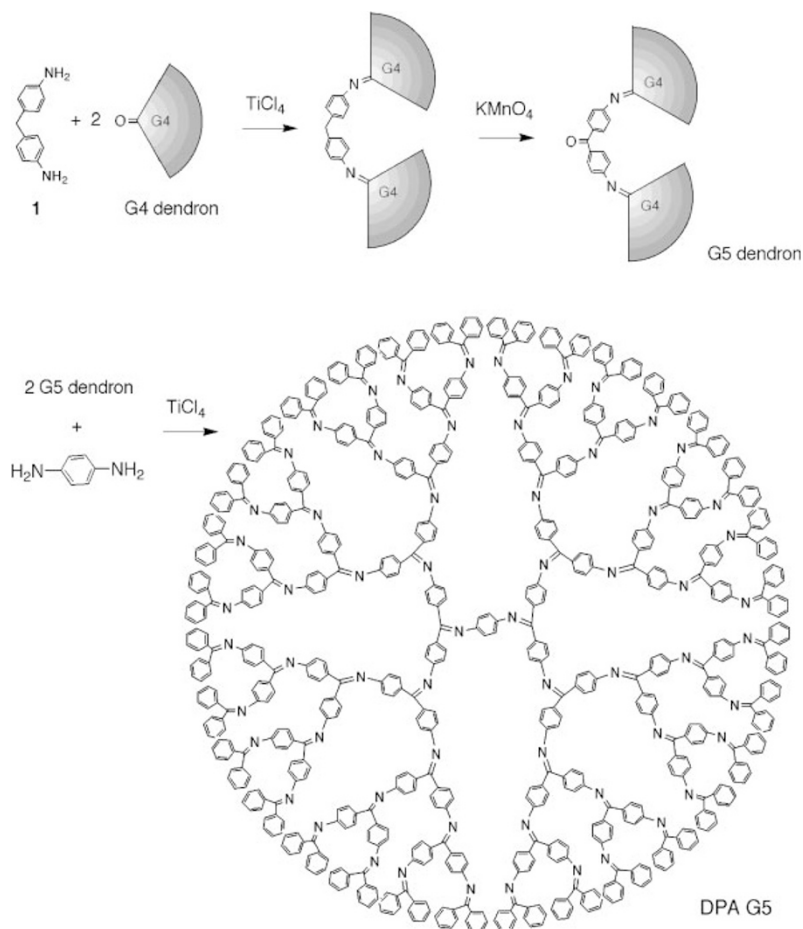 NH₂
+ 2
O
G4
NH₂
1
G4 dendron
TiCl₄
N
G4
N
G4
KMnO₄
N
G4
O
N
G4
G5 dendron
2 G5 dendron
+
H₂N
NH₂
TiCl₄
DPA G5